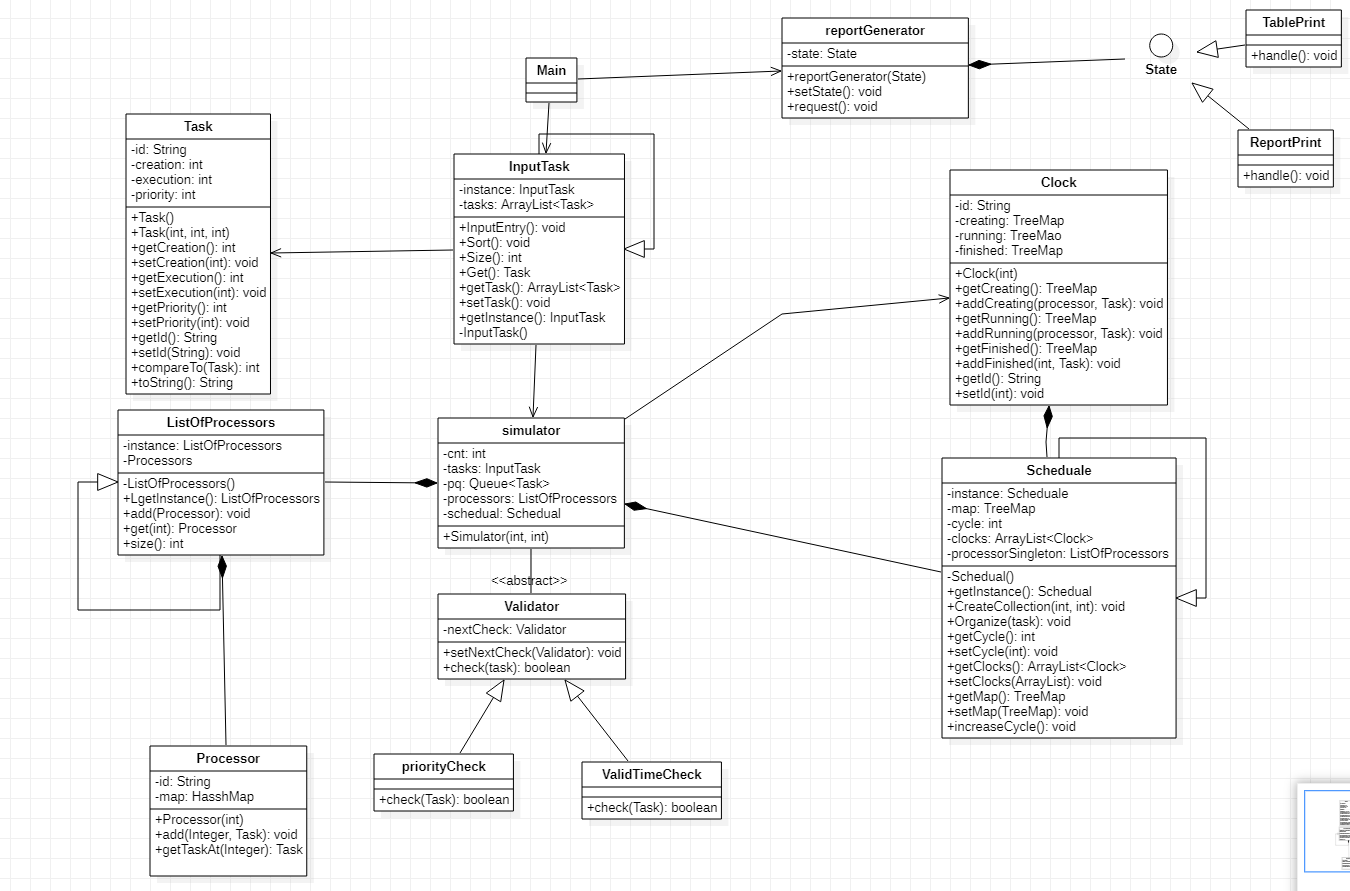 reportGenerator
-state: State
+reportGenerator(State)
+setState(): void
+request(): void
State
TablePrint
+handle(): void
ReportPrint
+handle(): void
Main
Task
-id: String
-creation: int
-execution: int
-priority: int
+Task()
+Task(int, int, int)
+getCreation(): int
+setCreation(int): void
+getExecution(): int
+setExecution(int): void
+getPriority(): int
+setPriority(int): void
+getId(): String
+setId(String): void
+compareTo(Task): int
+toString(): String
InputTask
-instance: InputTask
-tasks: ArrayList<Task>
+InputEntry(): void
+Sort(): void
+Size(): int
+Get(): Task
+getTask(): ArrayList<Task>
+setTask(): void
+getInstance(): InputTask
-InputTask()
Clock
-id: String
-creating: TreeMap
-running: TreeMao
-finished: TreeMap
+Clock(int)
+getCreating(): TreeMap
+addCreating(processor, Task): void
+getRunning(): TreeMap
+addRunning(processor, Task): void
+getFinished(): TreeMap
+addFinished(int, Task): void
+getId(): String
+setId(int): void
ListOfProcessors
-instance: ListOfProcessors
-Processors
-ListOfProcessors()
+LgetInstance(): ListOfProcessors
+add(Processor): void
+get(int): Processor
+size(): int
simulator
-cnt: int
-tasks: InputTask
-pq: Queue<Task>
-processors: ListOfProcessors
-schedual: Schedual
+Simulator(int, int)
Scheduale
-instance: Scheduale
-map: TreeMap
-cycle: int
-clocks: ArrayList<Clock>
-processorSingleton: ListOfProcessors
-Schedual()
+getInstance(): Schedual
+CreateCollection(int, int): void
+Organize(task): void
+getCycle(): int
+setCycle(int): void
+getClocks(): ArrayList<Clock>
+setClocks(ArrayList): void
+getMap(): TreeMap
+setMap(TreeMap): void
+increaseCycle(): void
<<abstract>>
Validator
-nextCheck: Validator
+setNextCheck(Validator): void
+check(task): boolean
Processor
-id: String
-map: HasshMap
+Processor(int)
+add(Integer, Task): void
+getTaskAt(Integer): Task
priorityCheck
+check(Task): boolean
ValidTimeCheck
+check(Task): boolean